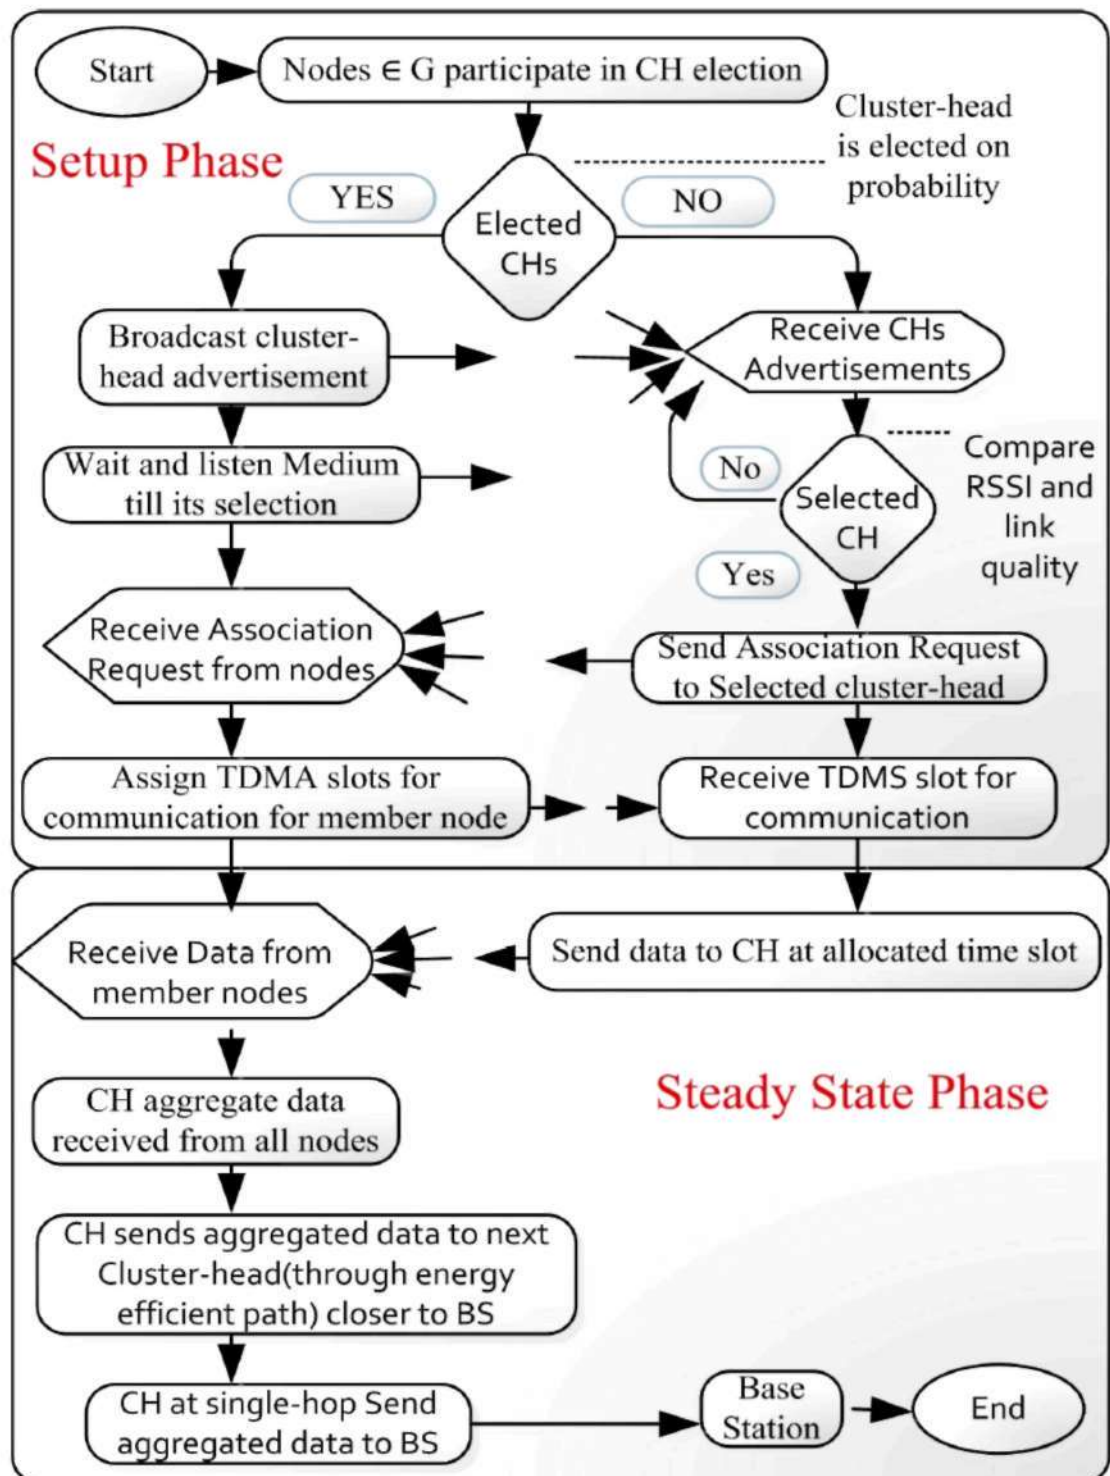 Start
Nodes ∈ G participate in CH election
Setup Phase
Cluster-head
is elected on
probability
YES
NO
Elected
CHs
Broadcast cluster-
head advertisement
Receive CHs
Advertisements
Wait and listen Medium
till its selection
No
Selected
CH
Compare
RSSI and
link
quality
Yes
Receive Association
Request from nodes
Send Association Request
to Selected cluster-head
Assign TDMA slots for
communication for member node
Receive TDMS slot for
communication
Receive Data from
member nodes
Send data to CH at allocated time slot
Steady State Phase
CH aggregate data
received from all nodes
CH sends aggregated data to next
Cluster-head(through energy
efficient path) closer to BS
CH at single-hop Send
aggregated data to BS
Base
Station
End